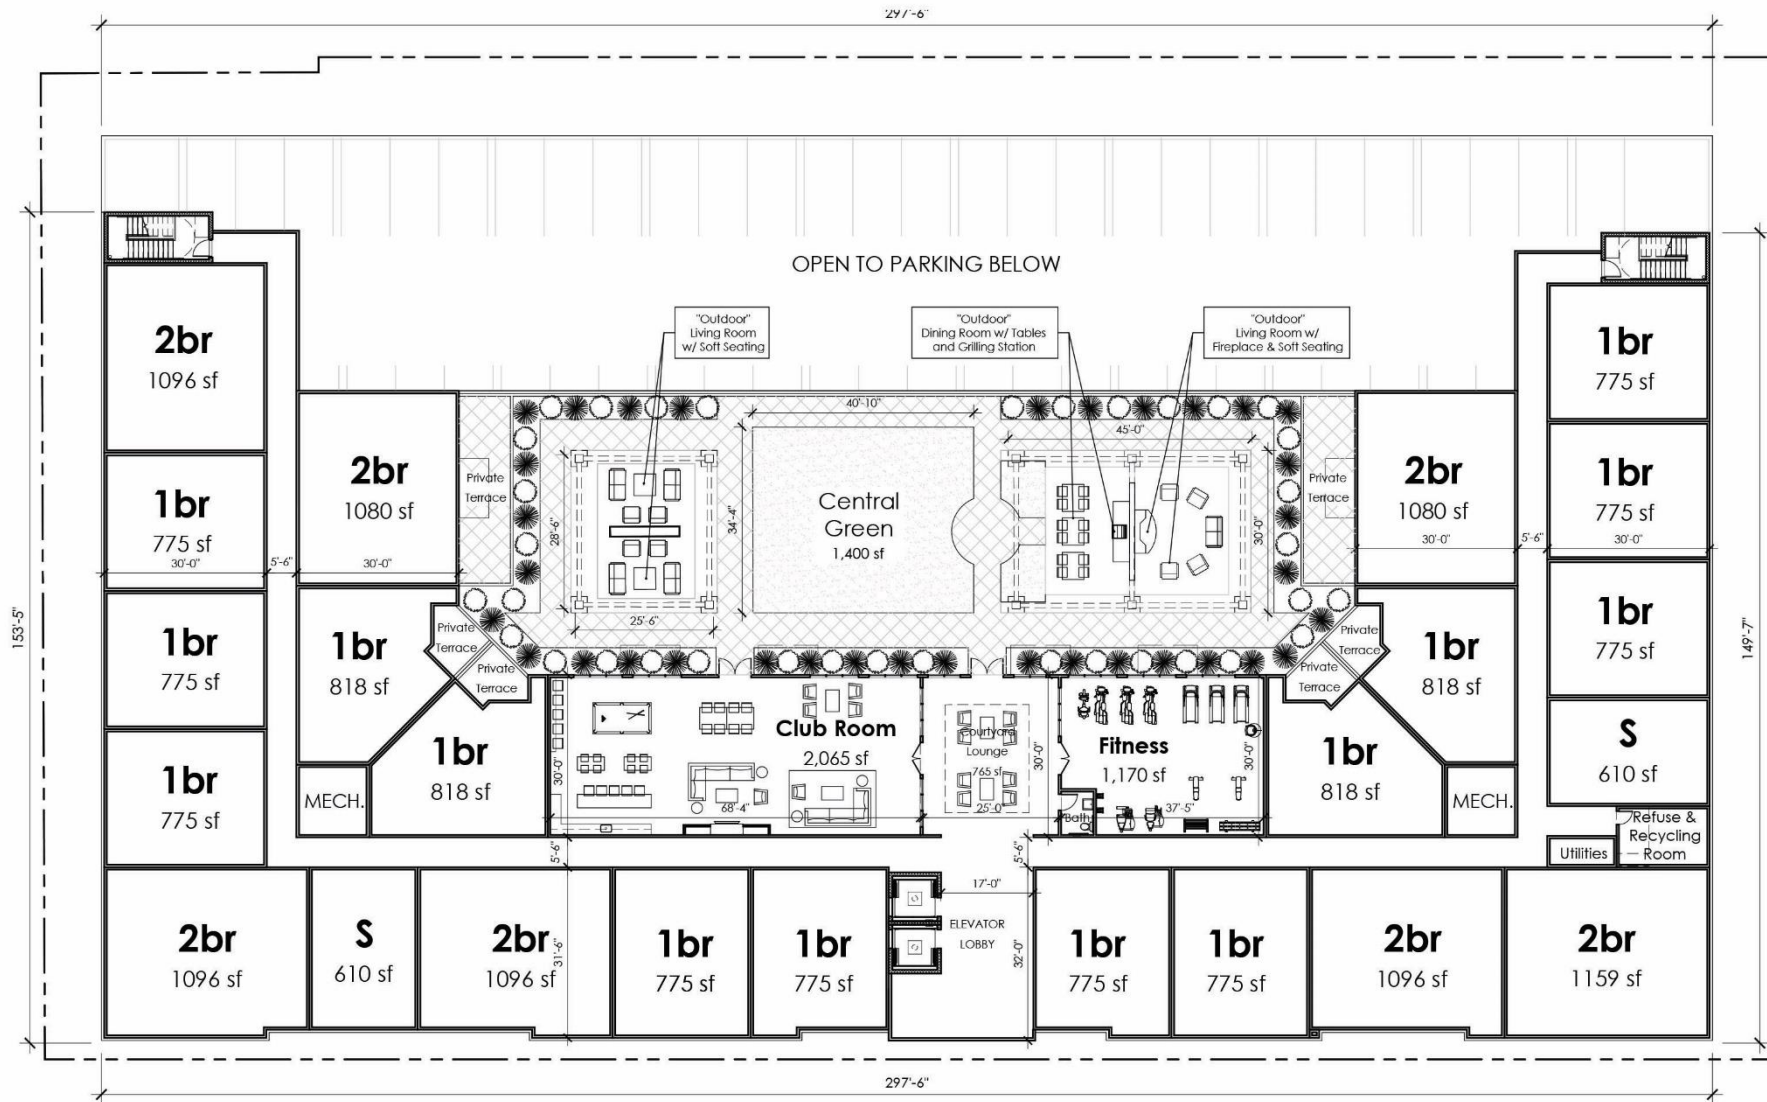 297'-6"
OPEN TO PARKING BELOW
"Outdoor"
Living Room
w/ Soft Seating
"Outdoor"
Dining Room w/ Tables
and Grilling Station
"Outdoor"
Living Room w/
Fireplace & Soft Seating
2br
1096 sf
1br
775 sf
30'-0"
5'-6"
2br
1080 sf
30'-0"
Private
Terrace
28'-6"
25'-6"
40'-10"
34'-4"
Central
Green
1,400 sf
45'-0"
30'-0"
Private
Terrace
2br
1080 sf
30'-0"
5'-6"
1br
775 sf
1br
775 sf
30'-0"
153'-5"
149'-7"
1br
775 sf
1br
818 sf
Private
Terrace
Private
Terrace
Private
Terrace
Private
Terrace
1br
818 sf
1br
775 sf
1br
775 sf
MECH.
1br
818 sf
30'-0"
Club Room
2,065 sf
68'-4"
Courtyard
Lounge
765 sf
25'-0"
30'-0"
Fitness
1,170 sf
30'-0"
37'-5"
Bath
1br
818 sf
MECH.
S
610 sf
Refuse &
Recycling
Room
Utilities
5'-6"
5'-6"
2br
1096 sf
S
610 sf
2br
1096 sf
31'-6"
1br
775 sf
1br
775 sf
17'-0"
ELEVATOR
LOBBY
32'-0"
1br
775 sf
1br
775 sf
2br
1096 sf
2br
1159 sf
297'-6"